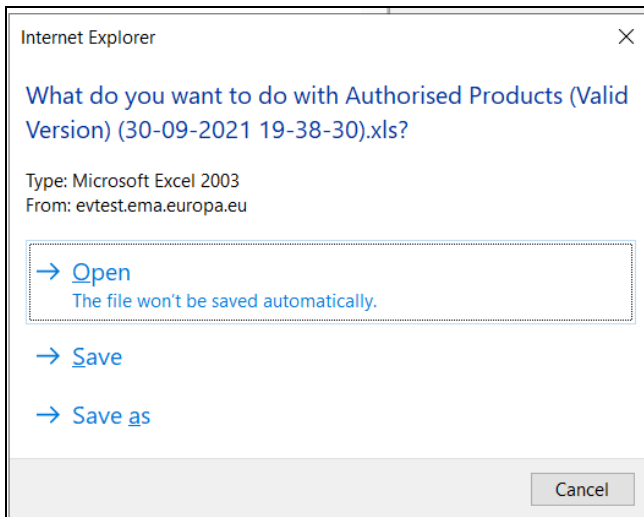 Internet Explorer
What do you want to do with Authorised Products (Valid
Version) (30-09-2021 19-38-30).xls?
Type: Microsoft Excel 2003
From: evtest.ema.europa.eu
→ Open
The file won't be saved automatically.
→ Save
→ Save as
Cancel